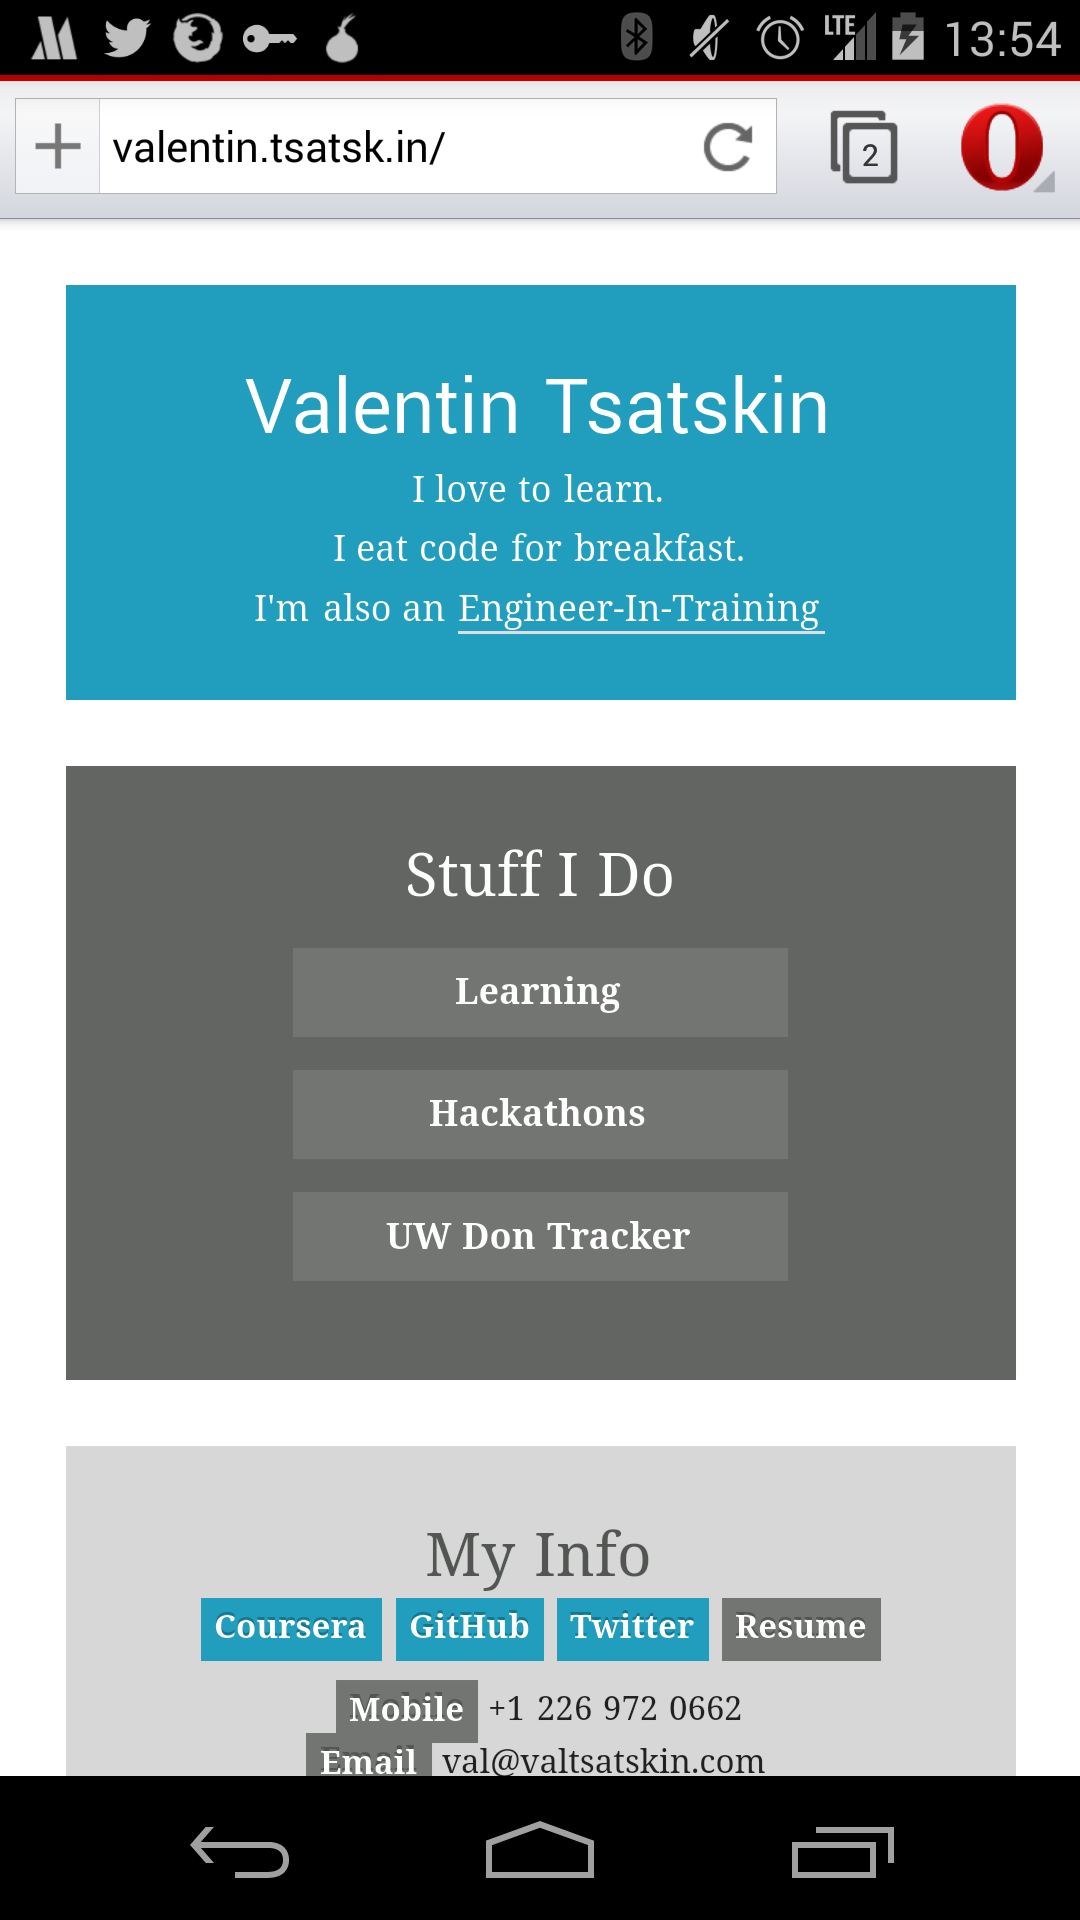 LTE 13:54
valentin.tsatsk.in/ 2
Valentin Tsatskin
I love to learn.
I eat code for breakfast.
I'm also an Engineer-In-Training
Stuff I Do
Learning
Hackathons
UW Don Tracker
My Info
Coursera GitHub Twitter Resume
Mobile +1 226 972 0662
Email val@valtsatskin.com